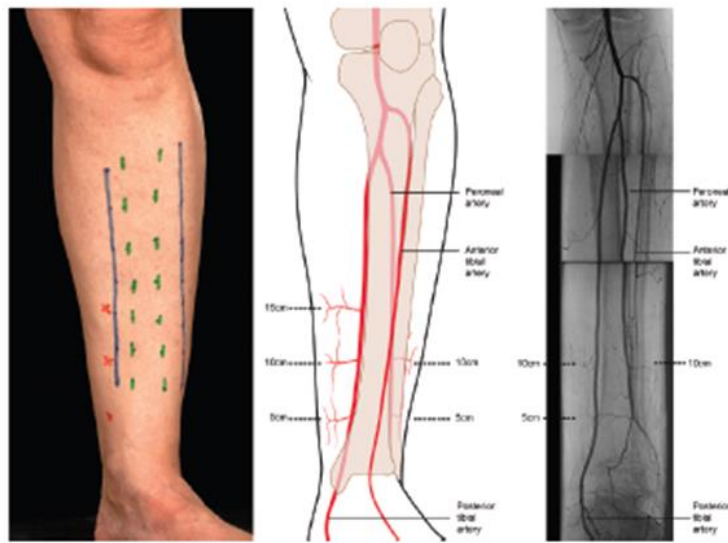 Peroneal
artery
Anterior
tibial
artery
15cm
10cm
5cm
10cm
5cm
Posterior
tibial
artery
Peroneal
artery
Anterior
tibial
artery
10cm
5cm
10cm
Posterior
tibial
artery